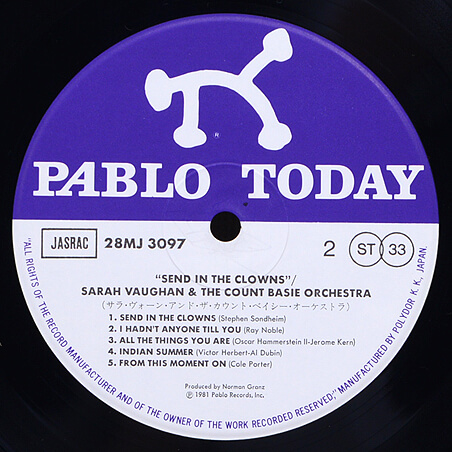 ®
PABLO TODAY
JASRAC
28MJ 3097
2
ST
33
"SEND IN THE CLOWNS"/
SARAH VAUGHAN & THE COUNT BASIE ORCHESTRA
(サラ・ヴォーン・アンド・ザ・カウント・ベイシー・オーケストラ)
1. SEND IN THE CLOWNS (Stephen Sondheim)
2. I HADN'T ANYONE TILL YOU (Ray Noble)
3. ALL THE THINGS YOU ARE (Oscar Hammerstein II-Jerome Kern)
4. INDIAN SUMMER (Victor Herbert-Al Dubin)
5. FROM THIS MOMENT ON (Cole Porter)
Produced by Norman Granz
℗ 1981 Pablo Records, Inc.
"ALL RIGHTS OF THE RECORD MANUFACTURER AND OF THE OWNER OF THE WORK RECORDED RESERVED." MANUFACTURED BY POLYDOR K. K., JAPAN.